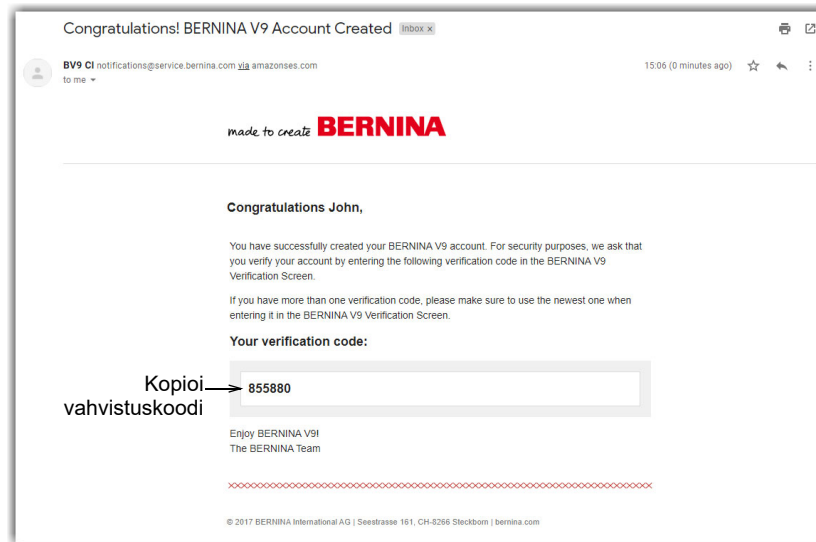 Congratulations! BERNINA V9 Account Created Inbox x
BV9 CI notifications@service.bernina.com via amazonses.com 15:06 (0 minutes ago)
to me
made to create BERNINA
Congratulations John,
You have successfully created your BERNINA V9 account. For security purposes, we ask that
you verify your account by entering the following verification code in the BERNINA V9
Verification Screen.
If you have more than one verification code, please make sure to use the newest one when
entering it in the BERNINA V9 Verification Screen.
Your verification code:
Kopioi
vahvistuskoodi
855880
Enjoy BERNINA V9!
The BERNINA Team
© 2017 BERNINA International AG | Seestrasse 161, CH-8266 Steckborn | bernina.com